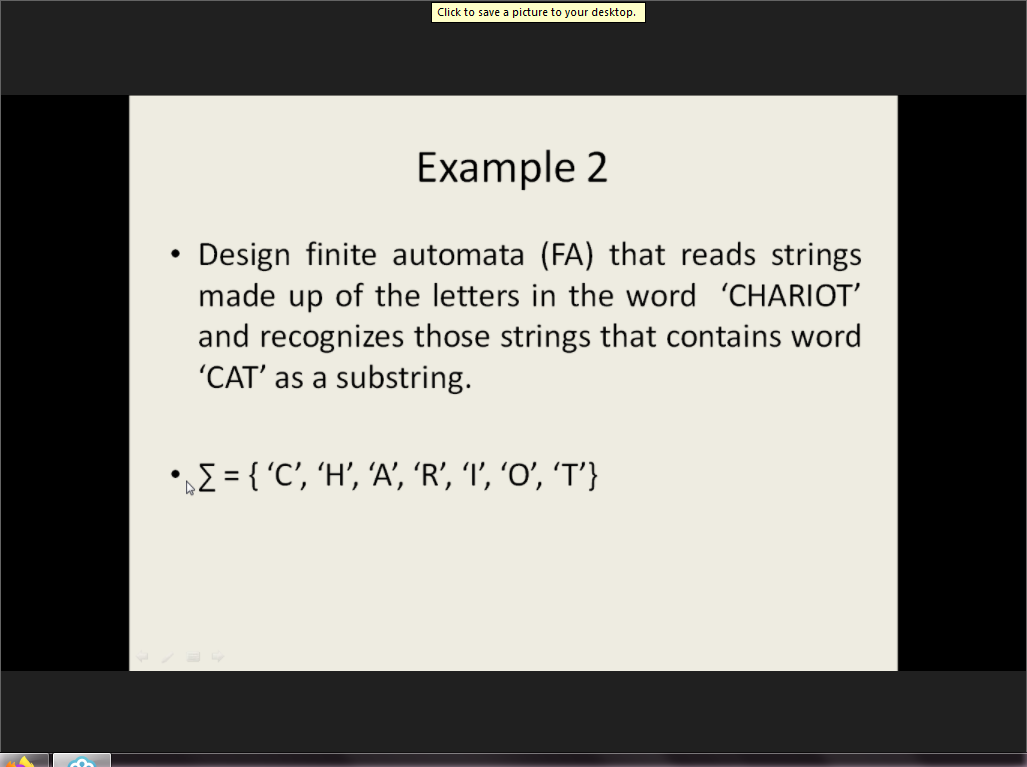 Click to save a picture to your desktop.
Example 2
• Design finite automata (FA) that reads strings
made up of the letters in the word ‘CHARIOT’
and recognizes those strings that contains word
‘CAT’ as a substring.
• ∑ = { ‘C’, ‘H’, ‘A’, ‘R’, ‘I’, ‘O’, ‘T’}